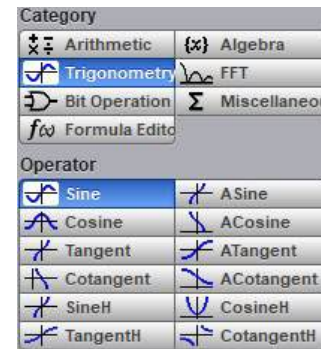 Category
Arithmetic {x} Algebra
Trigonometry FFT
Bit Operation Σ Miscellaneou
f(x) Formula Edito
Operator
Sine ASine
Cosine ACosine
Tangent ATangent
Cotangent ACotangent
SineH CosineH
TangentH CotangentH